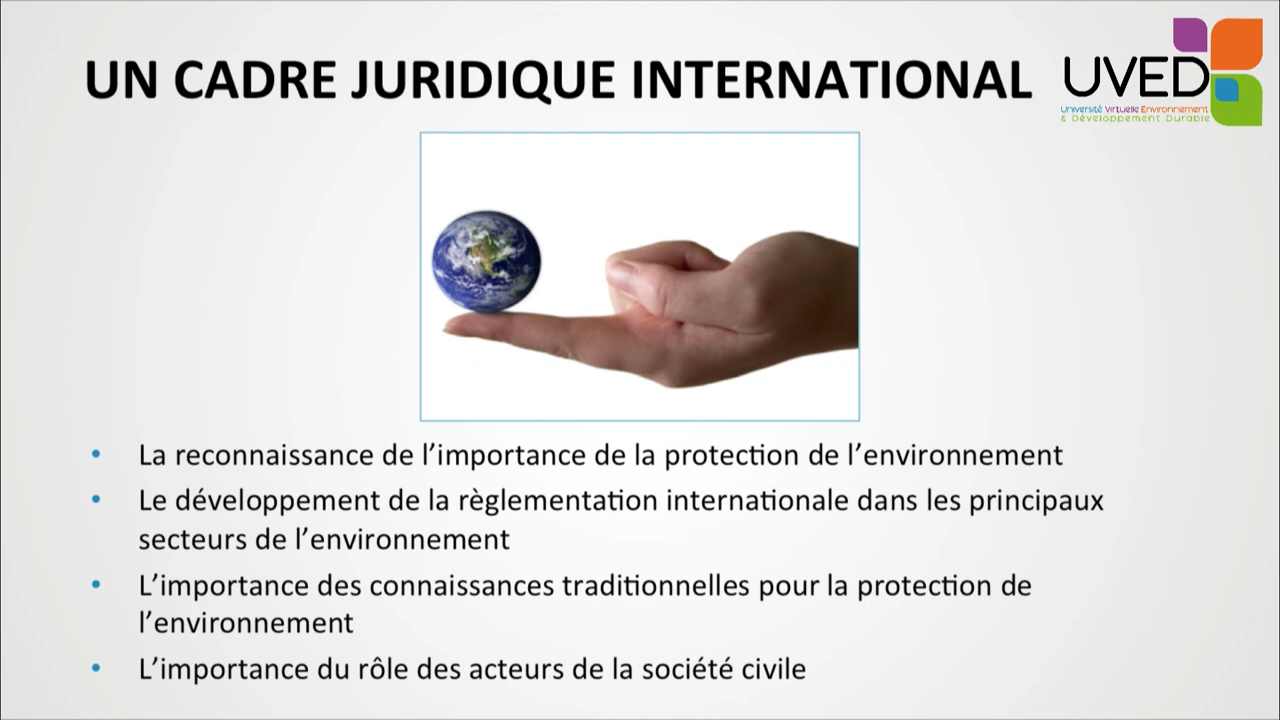 UN CADRE JURIDIQUE INTERNATIONAL
UVED
Université Virtuelle Environnement
& Développement Durable
• La reconnaissance de l’importance de la protection de l’environnement
• Le développement de la règlementation internationale dans les principaux
secteurs de l’environnement
• L’importance des connaissances traditionnelles pour la protection de
l’environnement
• L’importance du rôle des acteurs de la société civile